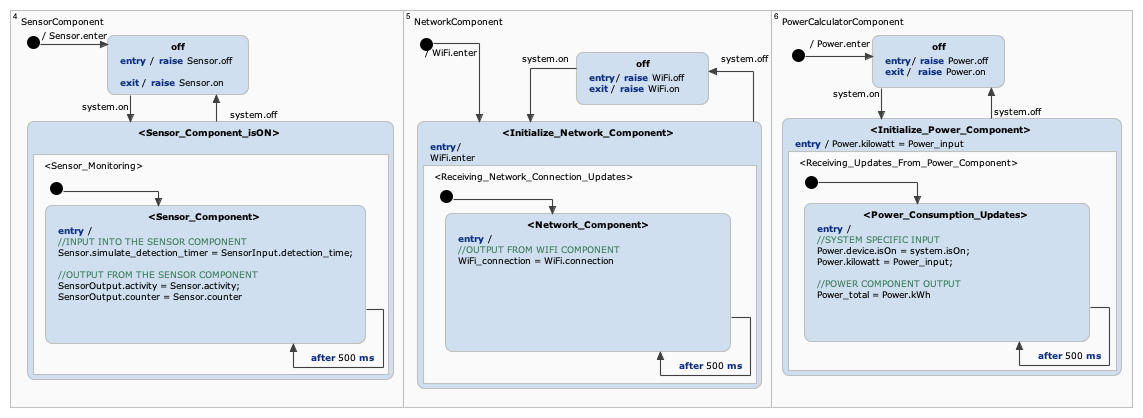 4
SensorComponent
/ Sensor.enter
off
entry / raise Sensor.off
exit / raise Sensor.on
system.on
system.off
<Sensor_Component_isON>
<Sensor_Monitoring>
<Sensor_Component>
entry /
//INPUT INTO THE SENSOR COMPONENT
Sensor.simulate_detection_timer = SensorInput.detection_time;
//OUTPUT FROM THE SENSOR COMPONENT
SensorOutput.activity = Sensor.activity;
SensorOutput.counter = Sensor.counter
after 500 ms
5
NetworkComponent
/ WiFi.enter
system.on
off
entry/ raise WiFi.off
exit / raise WiFi.on
system.off
<Initialize_Network_Component>
entry/
WiFi.enter
<Receiving_Network_Connection_Updates>
<Network_Component>
entry /
//OUTPUT FROM WIFI COMPONENT
WiFi_connection = WiFi.connection
after 500 ms
6
PowerCalculatorComponent
/ Power.enter
off
entry/ raise Power.off
exit / raise Power.on
system.on
system.off
<Initialize_Power_Component>
entry / Power.kilowatt = Power_input
<Receiving_Updates_From_Power_Component>
<Power_Consumption_Updates>
entry /
//SYSTEM SPECIFIC INPUT
Power.device.isOn = system.isOn;
Power.kilowatt = Power_input;
//POWER COMPONENT OUTPUT
Power_total = Power.kWh
after 500 ms